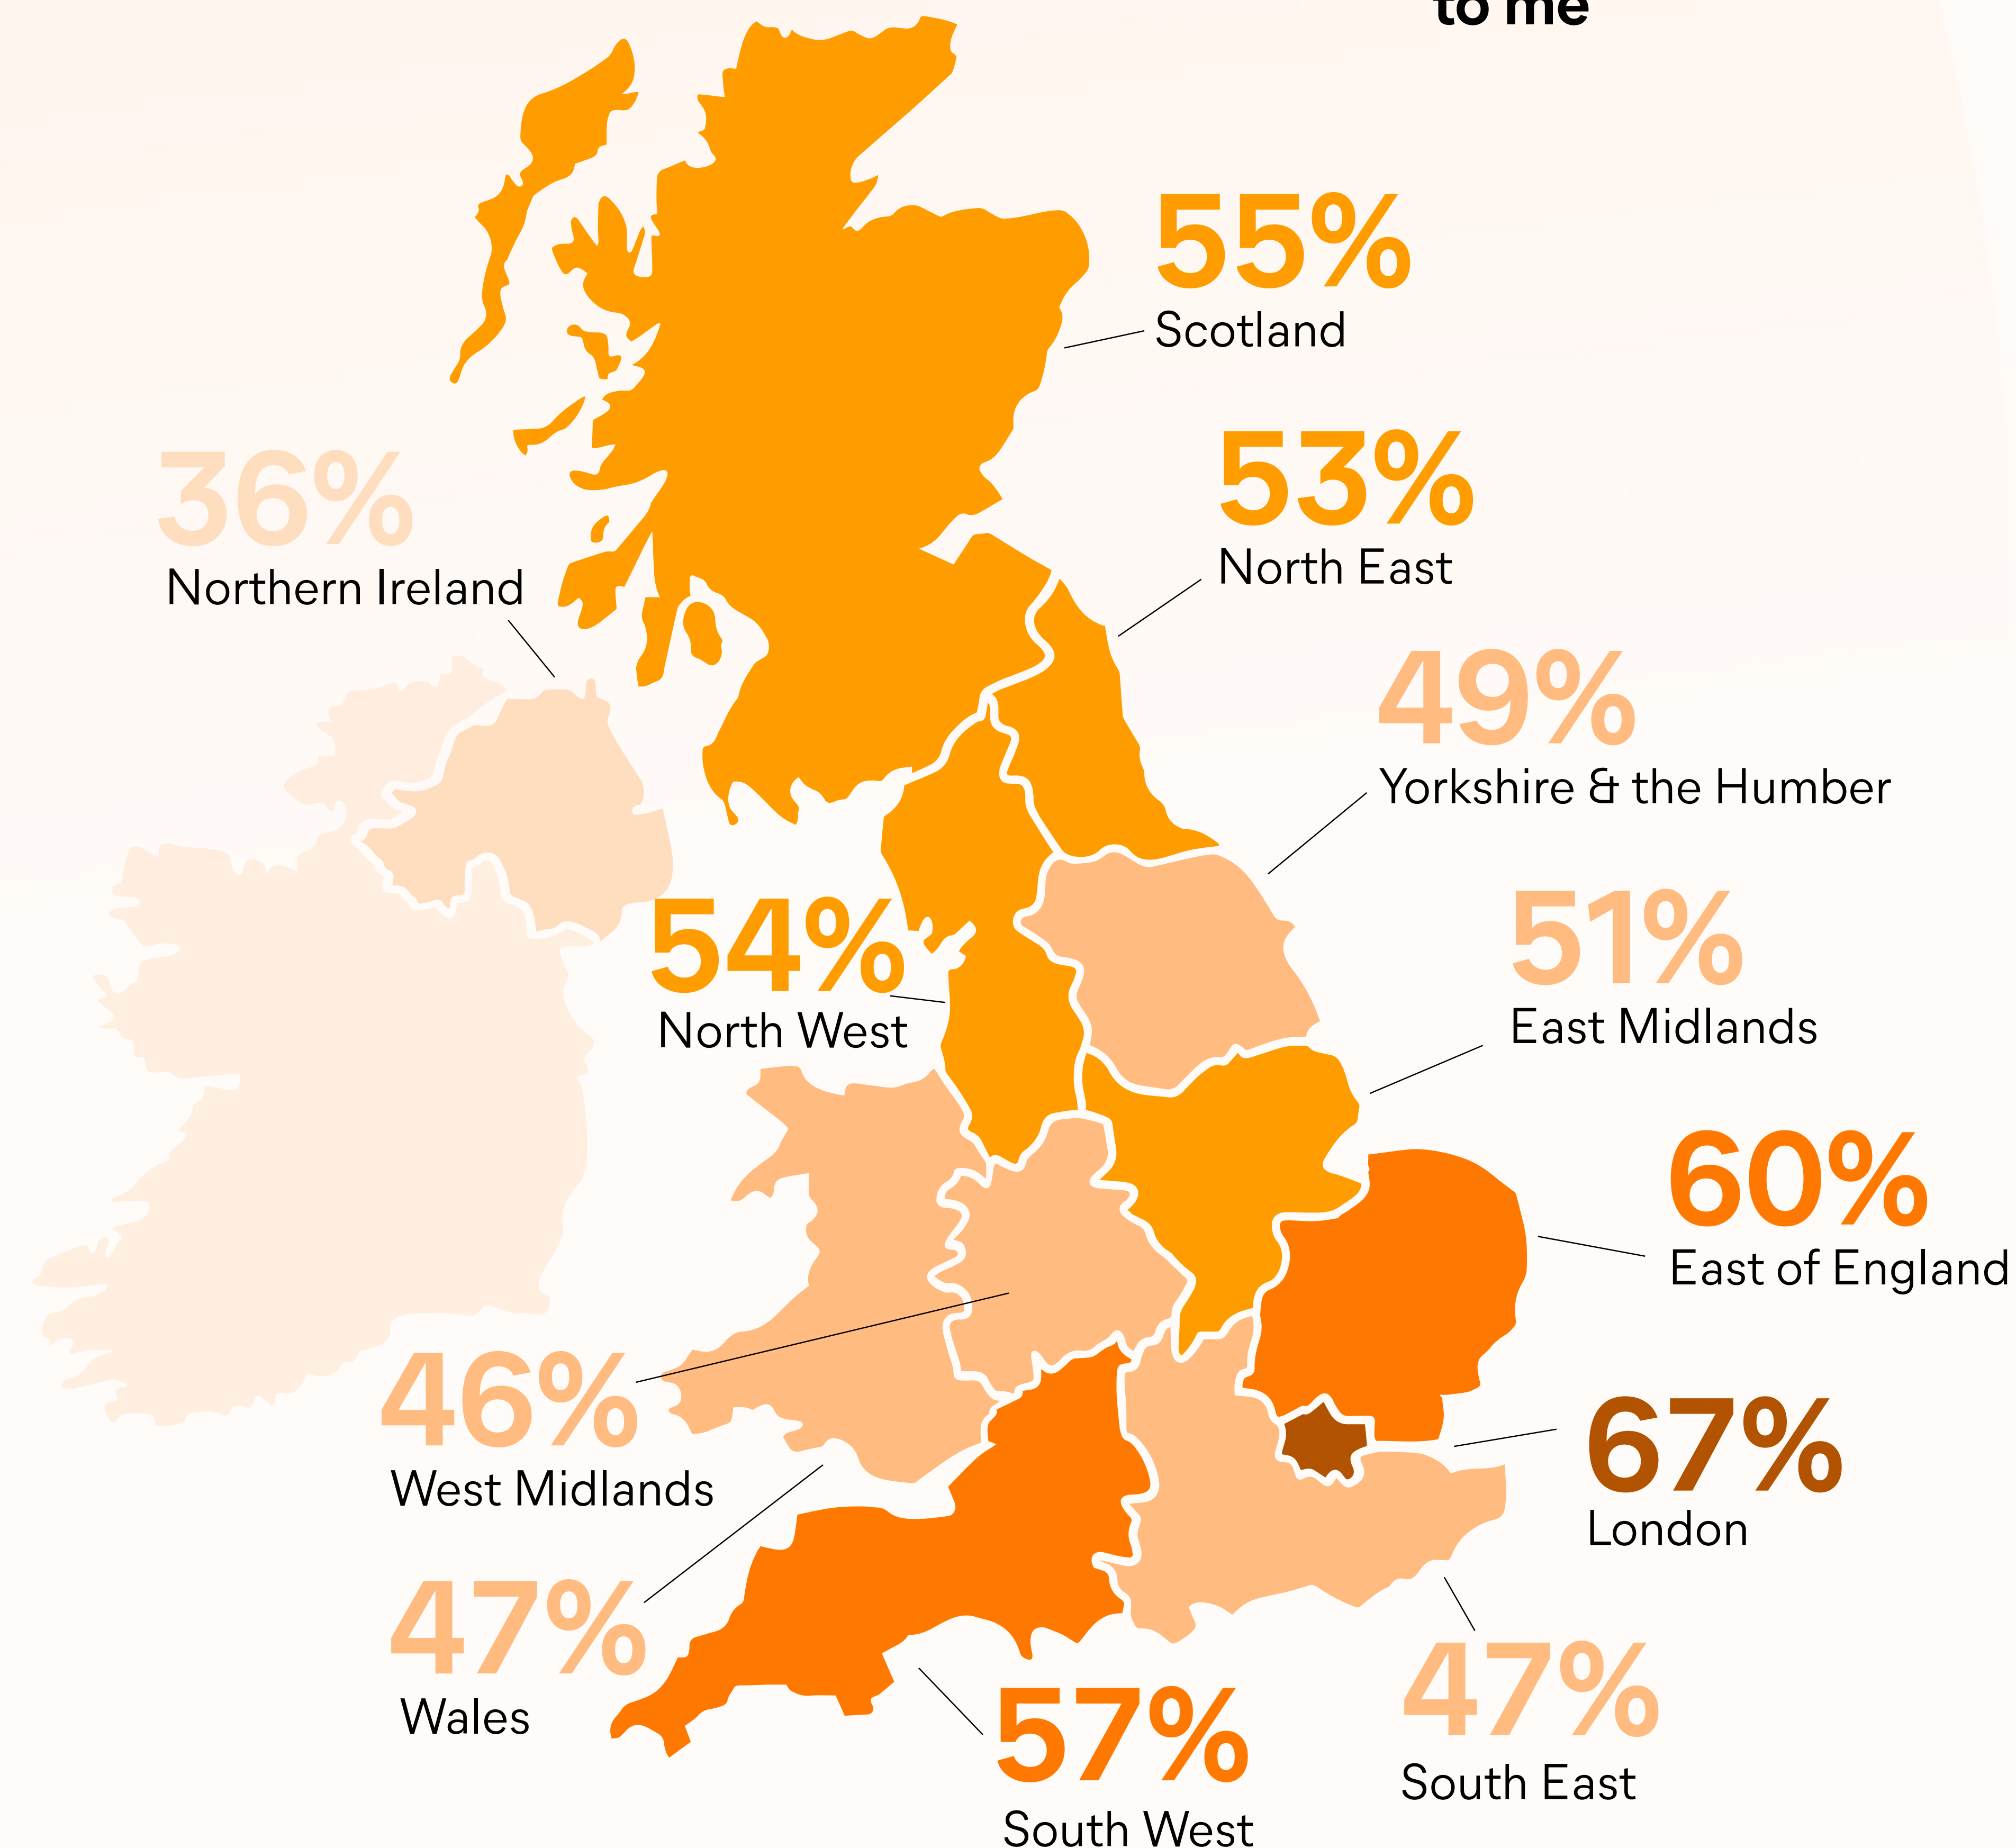 to me
55%
Scotland
53%
North East
36%
Northern Ireland
49%
Yorkshire & the Humber
54%
North West
51%
East Midlands
60%
East of England
46%
West Midlands
67%
London
47%
Wales
47%
South East
57%
South West